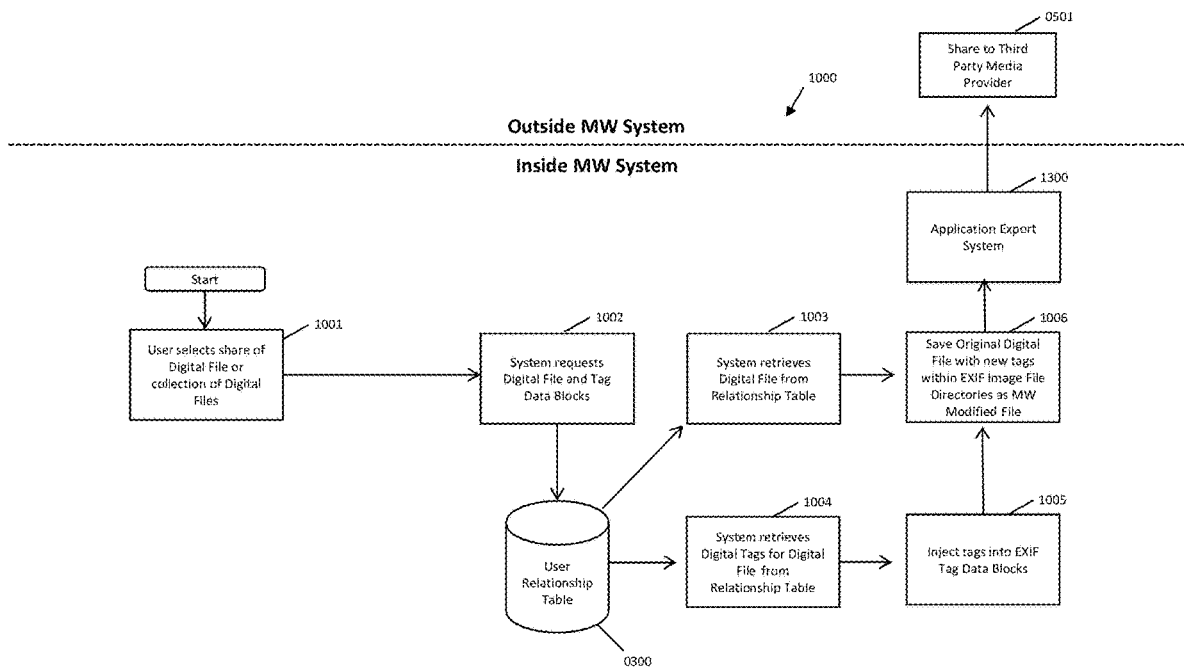 0501
Share to Third
Party Media
Provider
1000
Outside MW System
Inside MW System
1300
Application Export
System
Start
1001
User selects share of
Digital File or
collection of Digital
Files
1002
System requests
Digital File and Tag
Data Blocks
1003
System retrieves
Digital File from
Relationship Table
1006
Save Original Digital
File with new tags
within EXIF Image File
Directories as MW
Modified File
User
Relationship
Table
0300
1004
System retrieves
Digital Tags for Digital
File from
Relationship Table
1005
Inject tags into EXIF
Tag Data Blocks